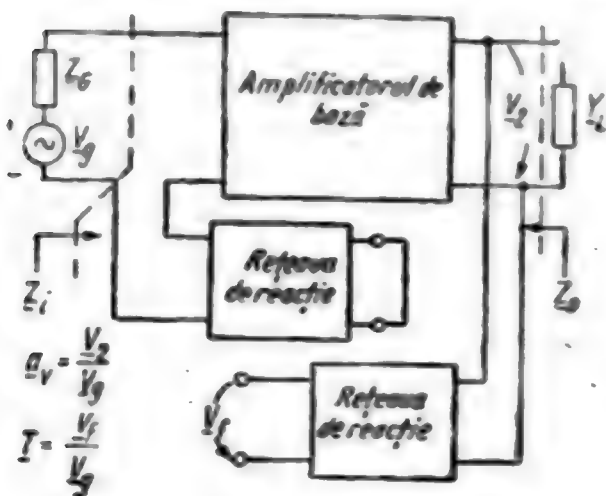 Z_G
V_g
Amplificatorul de
bază
V_2
Y_L
Z_i
Rețeaua
de reacție
Z_o
a_v = V_2 / V_g
T = V_f / V_g
V_f
Rețeaua
de reacție